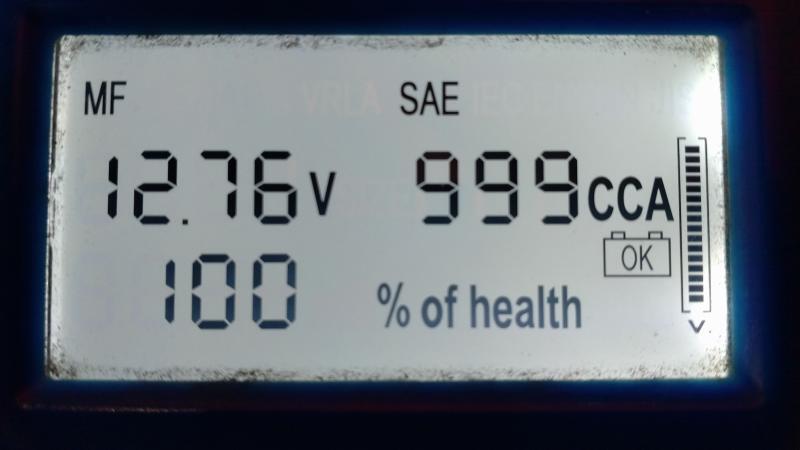 MF SAE
12.76 V 999 CCA
OK
100 % of health